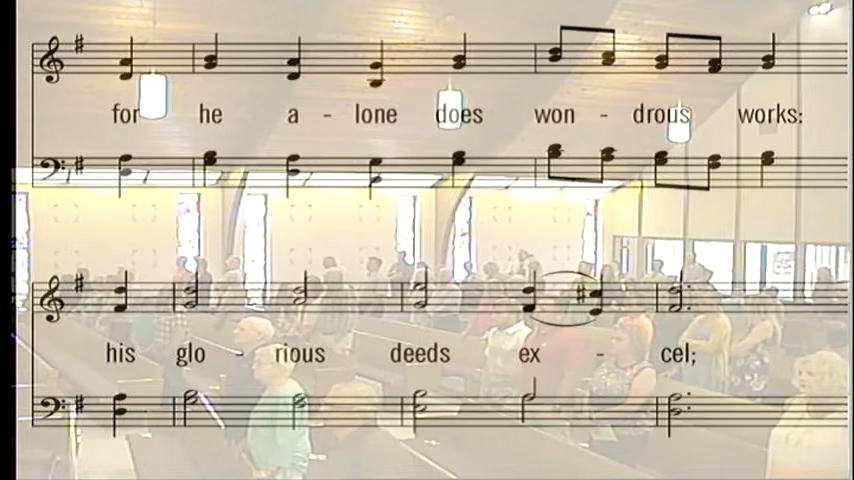 for he a - lone does won - drous works:
his glo - rious deeds ex - cel;